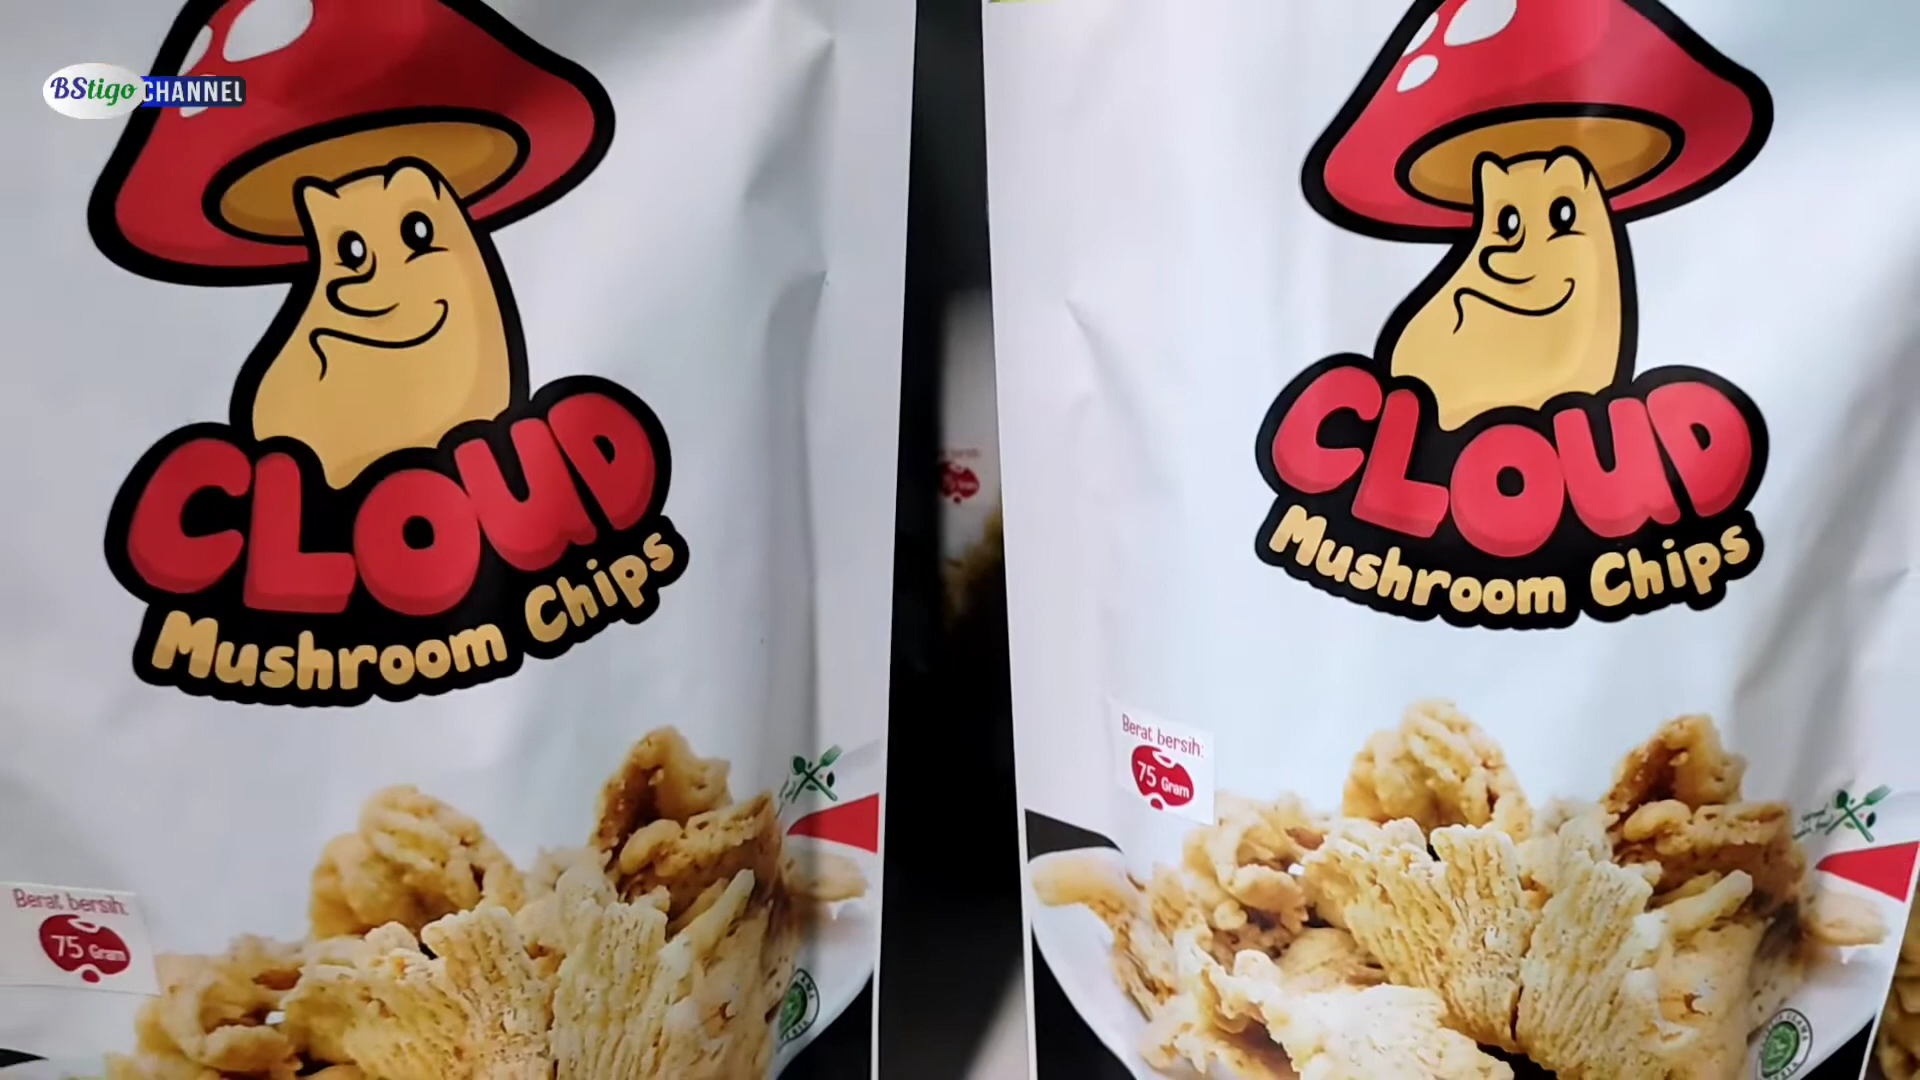 BStigo CHANNEL
CLOUD
Mushroom Chips
Berat bersih:
75 Gram
CLOUD
Mushroom Chips
Berat bersih:
75 Gram